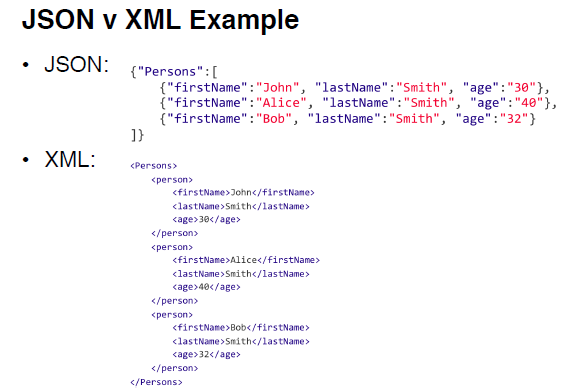 JSON v XML Example
• JSON:
{"Persons":[
{"firstName":"John", "lastName":"Smith", "age":"30"},
{"firstName":"Alice", "lastName":"Smith", "age":"40"},
{"firstName":"Bob", "lastName":"Smith", "age":"32"}
]}
• XML:
<Persons>
<person>
<firstName>John</firstName>
<lastName>Smith</lastName>
<age>30</age>
</person>
<person>
<firstName>Alice</firstName>
<lastName>Smith</lastName>
<age>40</age>
</person>
<person>
<firstName>Bob</firstName>
<lastName>Smith</lastName>
<age>32</age>
</person>
</Persons>